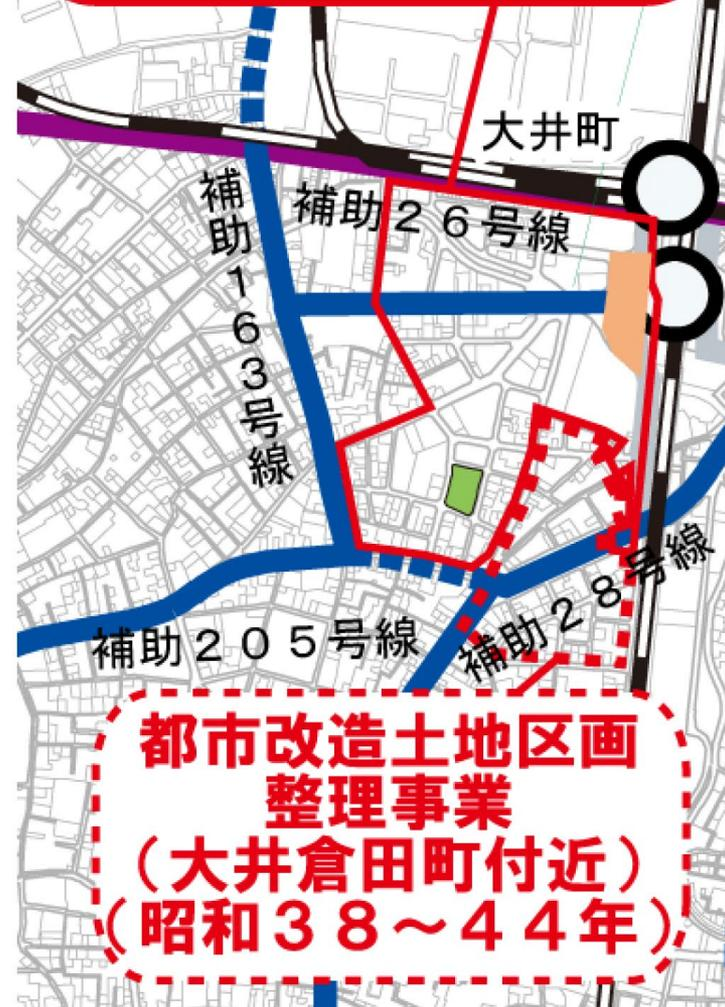 大井町
補助２６号線
補助１６３号線
補助２８号線
補助２０５号線
都市改造土地区画
整理事業
（大井倉田町付近）
（昭和３８～４４年）